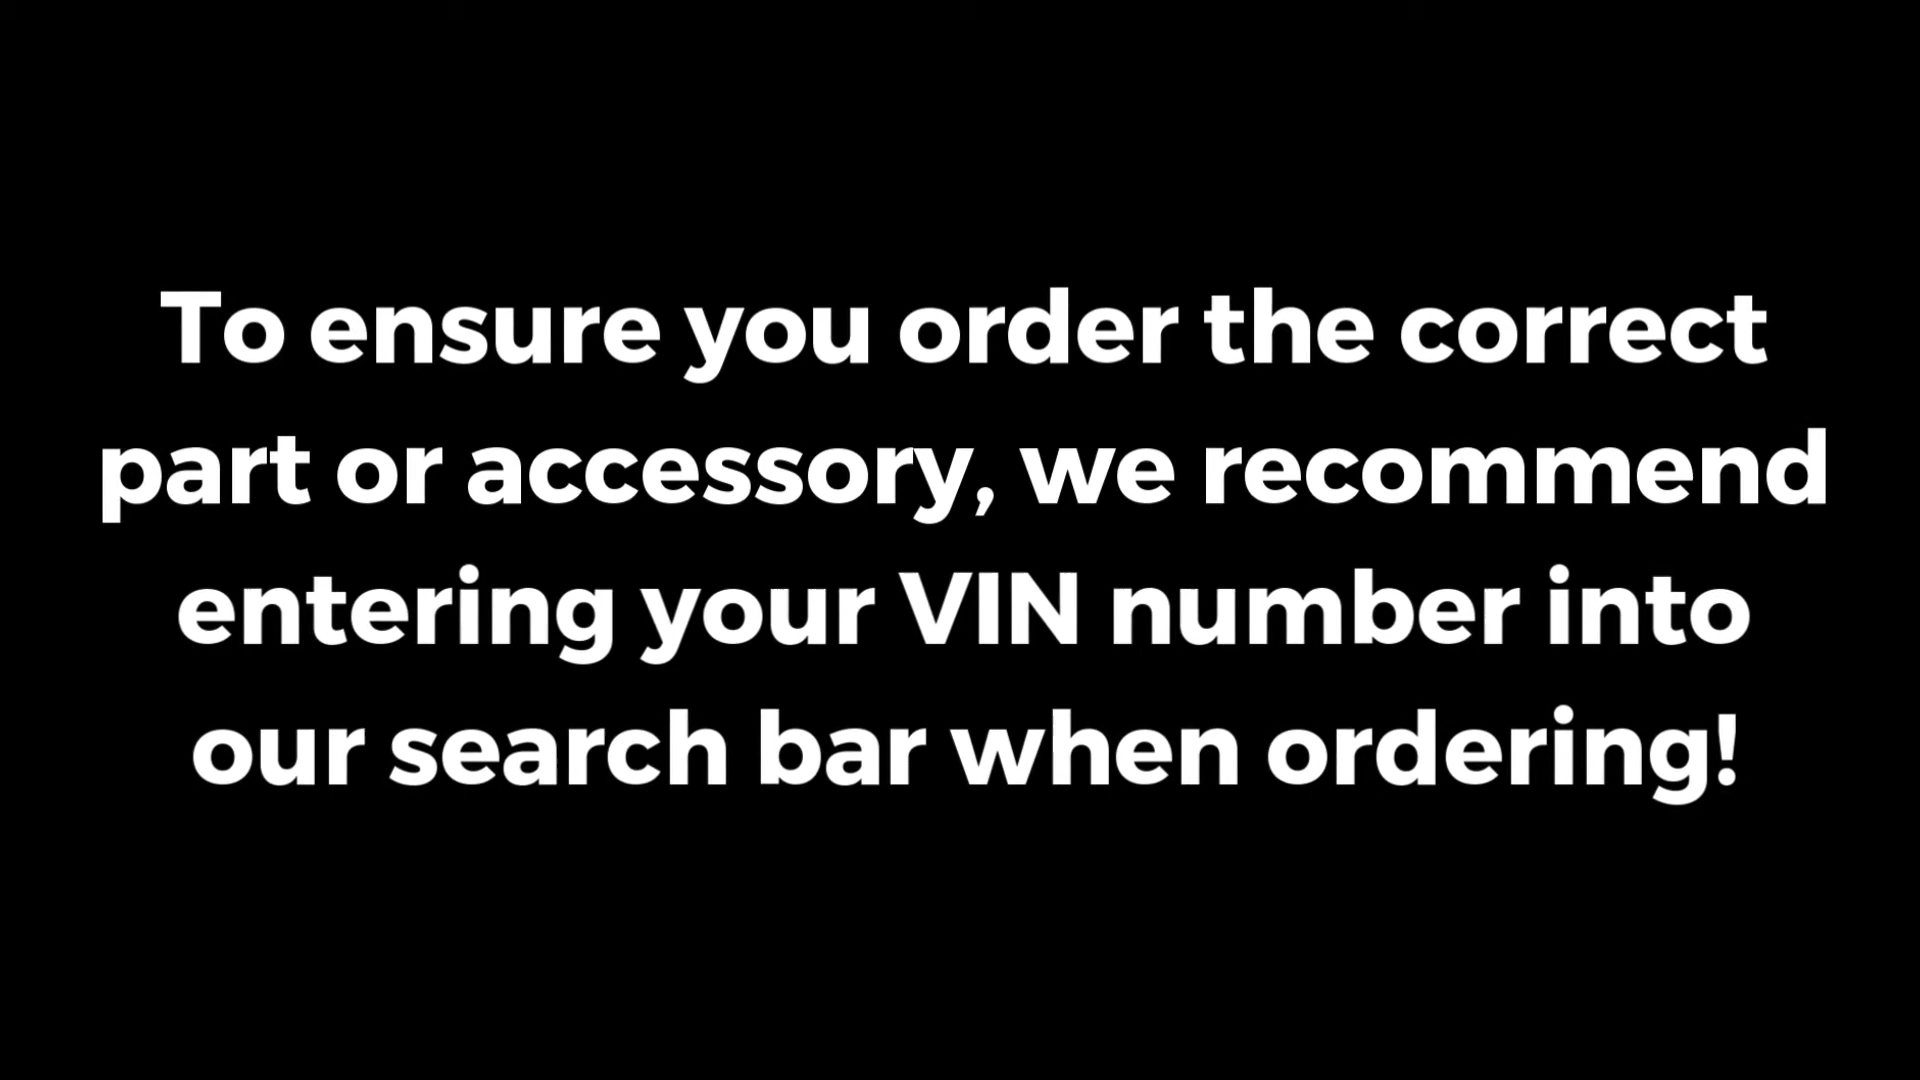 To ensure you order the correct
part or accessory, we recommend
entering your VIN number into
our search bar when ordering!